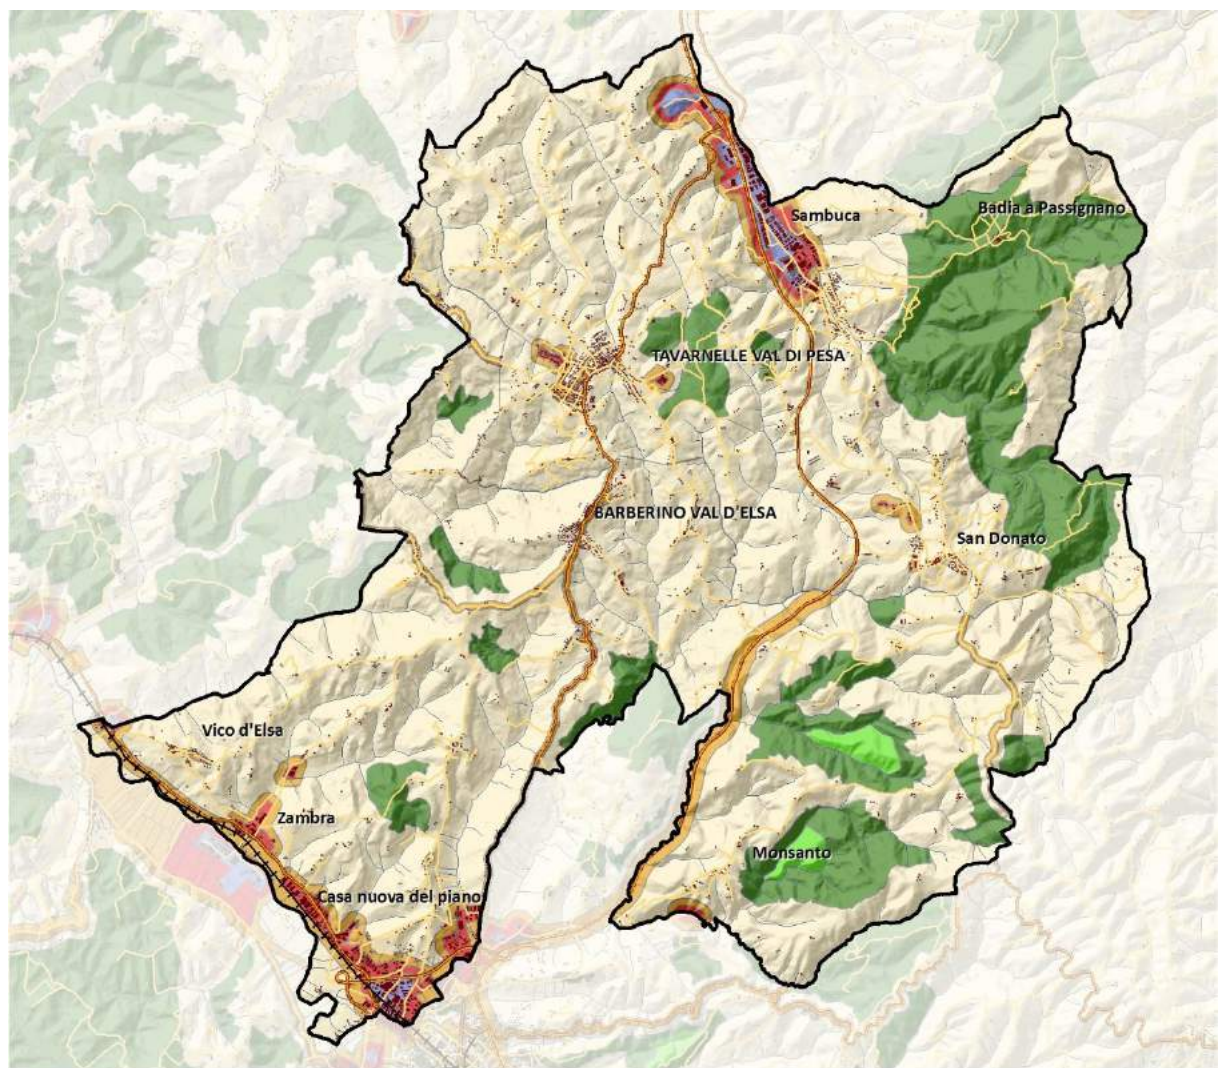 Badia a Passignano
Sambuca
TAVARNELLE VAL DI PESA
BARBERINO VAL D'ELSA
San Donato
Vico d'Elsa
Zambra
Monsanto
Casa nuova del piano